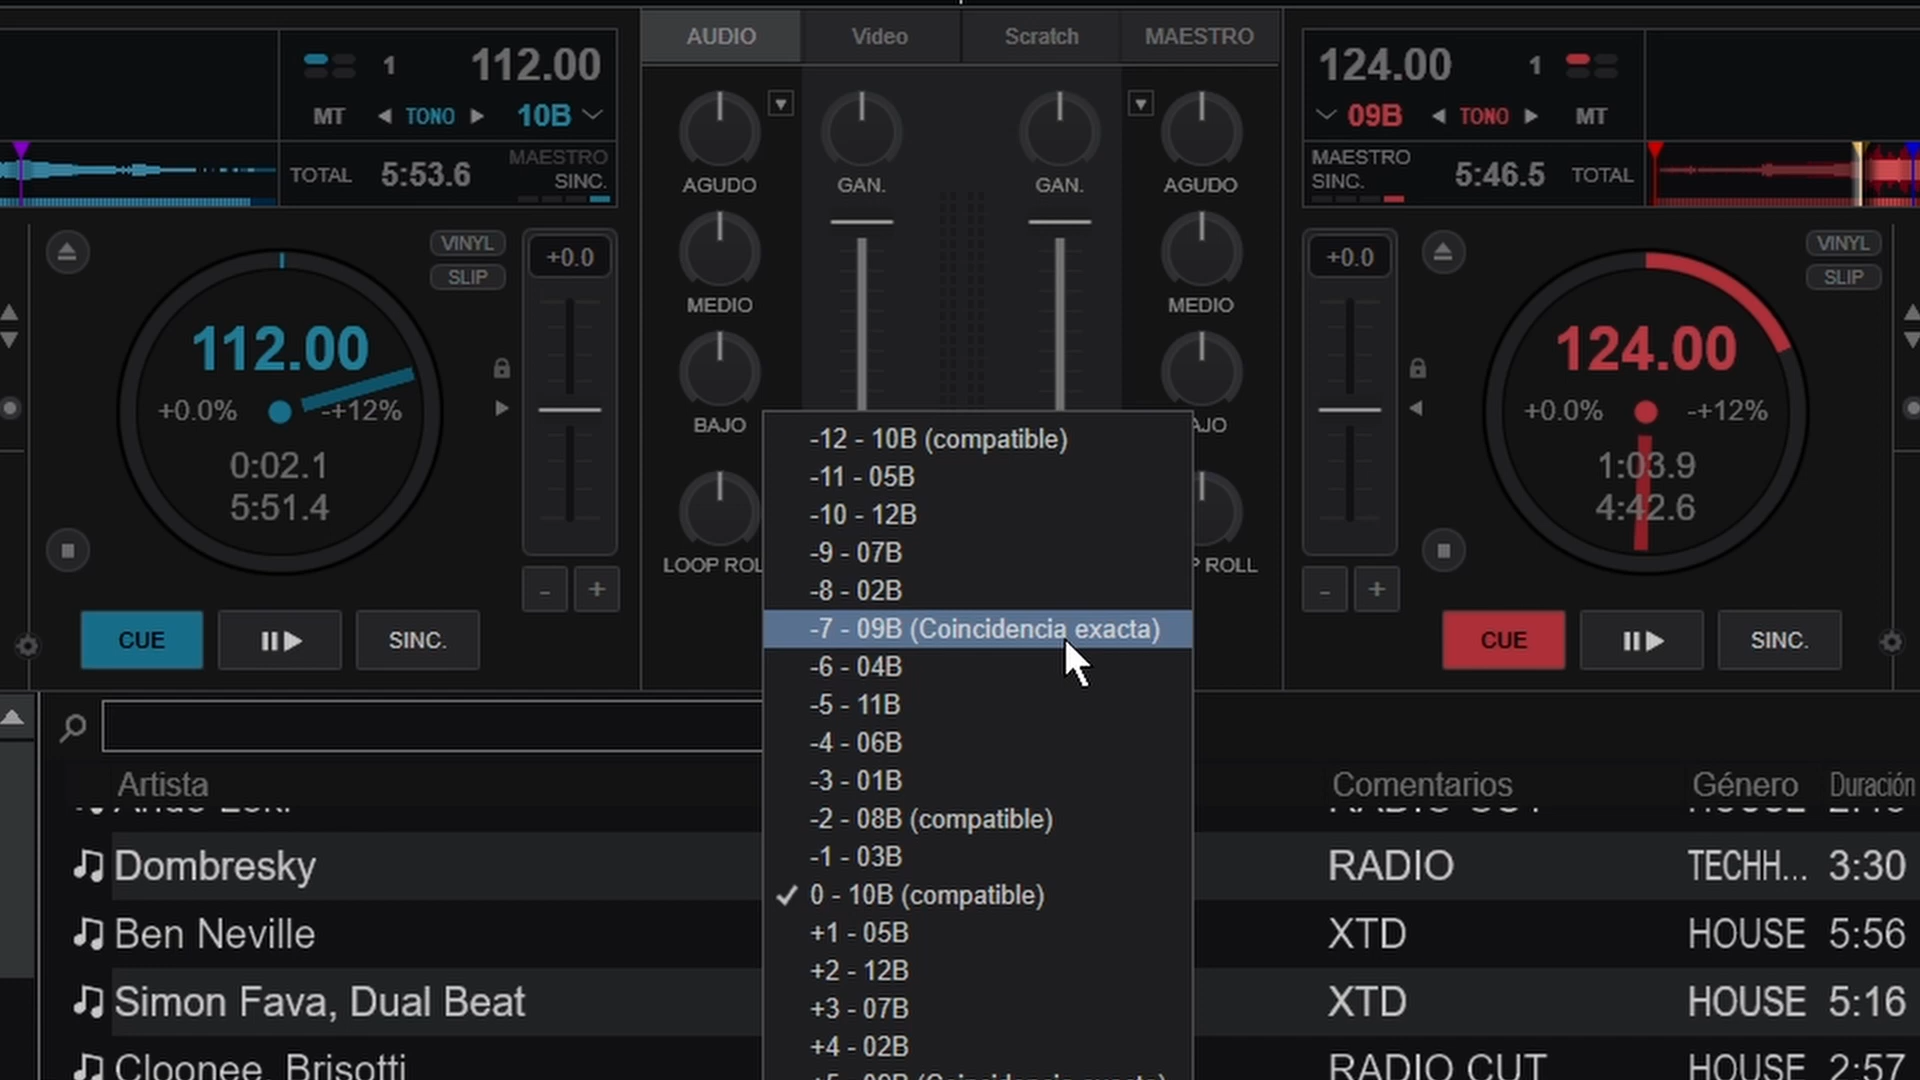 AUDIO
Video
Scratch
MAESTRO
1
112.00
MT
TONO
10B
TOTAL
5:53.6
MAESTRO
SINC.
124.00
1
09B
TONO
MT
MAESTRO
SINC.
5:46.5
TOTAL
AGUDO
GAN.
GAN.
AGUDO
MEDIO
MEDIO
BAJO
AJO
LOOP ROL
P ROLL
VINYL
SLIP
+0.0
112.00
+0.0%
-+12%
0:02.1
5:51.4
-
+
CUE
SINC.
+0.0
VINYL
SLIP
124.00
+0.0%
-+12%
1:03.9
4:42.6
-
+
CUE
SINC.
-12 - 10B (compatible)
-11 - 05B
-10 - 12B
-9 - 07B
-8 - 02B
-7 - 09B (Coincidencia exacta)
-6 - 04B
-5 - 11B
-4 - 06B
-3 - 01B
-2 - 08B (compatible)
-1 - 03B
0 - 10B (compatible)
+1 - 05B
+2 - 12B
+3 - 07B
+4 - 02B
+5 - 09B (Coincidencia exacta)
Artista
Comentarios
Género
Duración
Dombresky
RADIO
TECHH...
3:30
Ben Neville
XTD
HOUSE
5:56
Simon Fava, Dual Beat
XTD
HOUSE
5:16
Cloonee, Brisotti
RADIO CUT
HOUSE
2:57